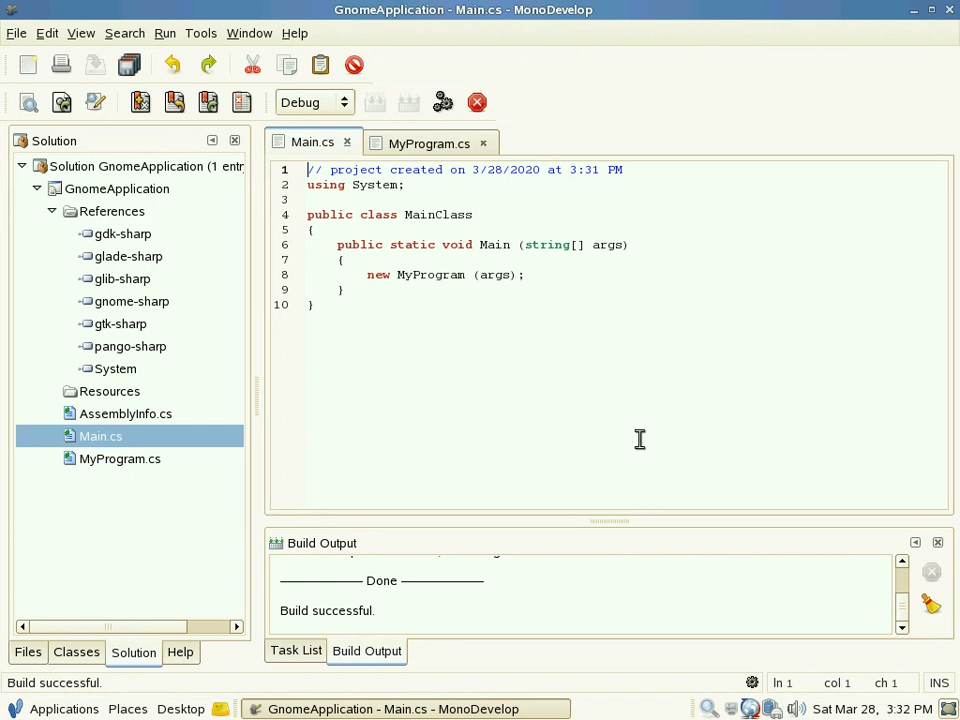 GnomeApplication - Main.cs - MonoDevelop
File Edit View Search Run Tools Window Help
Debug
Solution
Solution GnomeApplication (1 entr
GnomeApplication
References
gdk-sharp
glade-sharp
glib-sharp
gnome-sharp
gtk-sharp
pango-sharp
System
Resources
AssemblyInfo.cs
Main.cs
MyProgram.cs
Files Classes Solution Help
Main.cs MyProgram.cs
1 // project created on 3/28/2020 at 3:31 PM
2 using System;
3
4 public class MainClass
5 {
6 public static void Main (string[] args)
7 {
8 new MyProgram (args);
9 }
10 }
Build Output
Done
Build successful.
Task List Build Output
Build successful. ln 1 col 1 ch 1 INS
Applications Places Desktop GnomeApplication - Main.cs - MonoDevelop Sat Mar 28, 3:32 PM